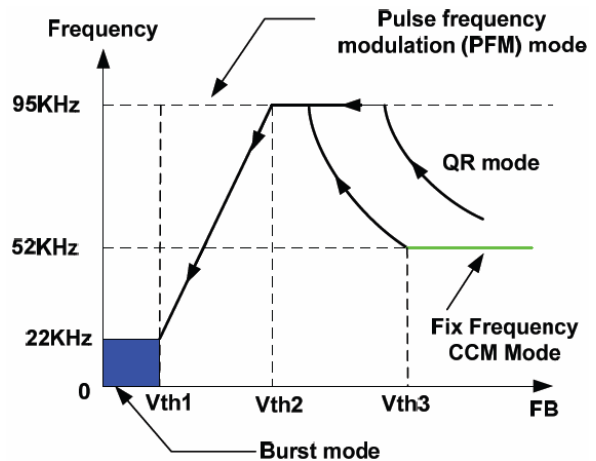 Frequency
Pulse frequency
modulation (PFM) mode
95KHz
QR mode
52KHz
Fix Frequency
CCM Mode
22KHz
0
Vth1
Vth2
Vth3
FB
Burst mode